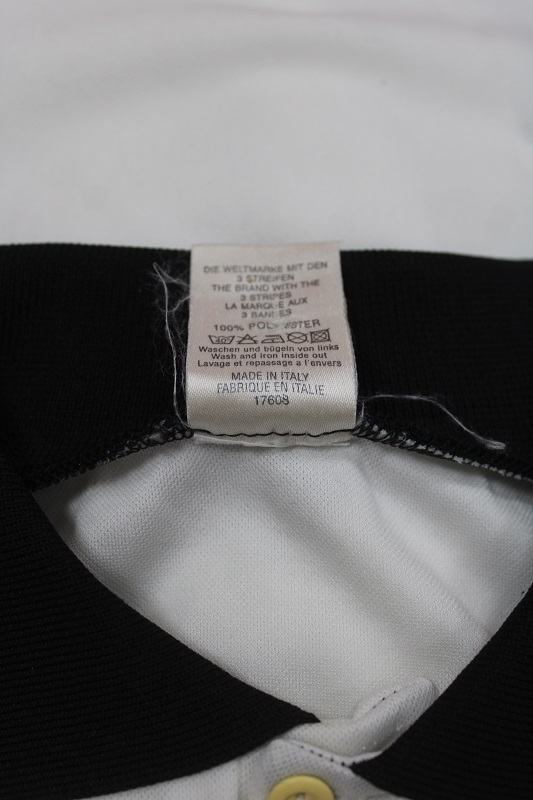 DIE WELTMARKE MIT DEN
3 STREIFEN
THE BRAND WITH THE
3 STRIPES
LA MARQUE AUX
3 BANDES
100% POLYESTER
Waschen und bügeln von links
Wash and iron inside out
Lavage et repassage a l'envers
MADE IN ITALY
FABRIQUE EN ITALIE
17608